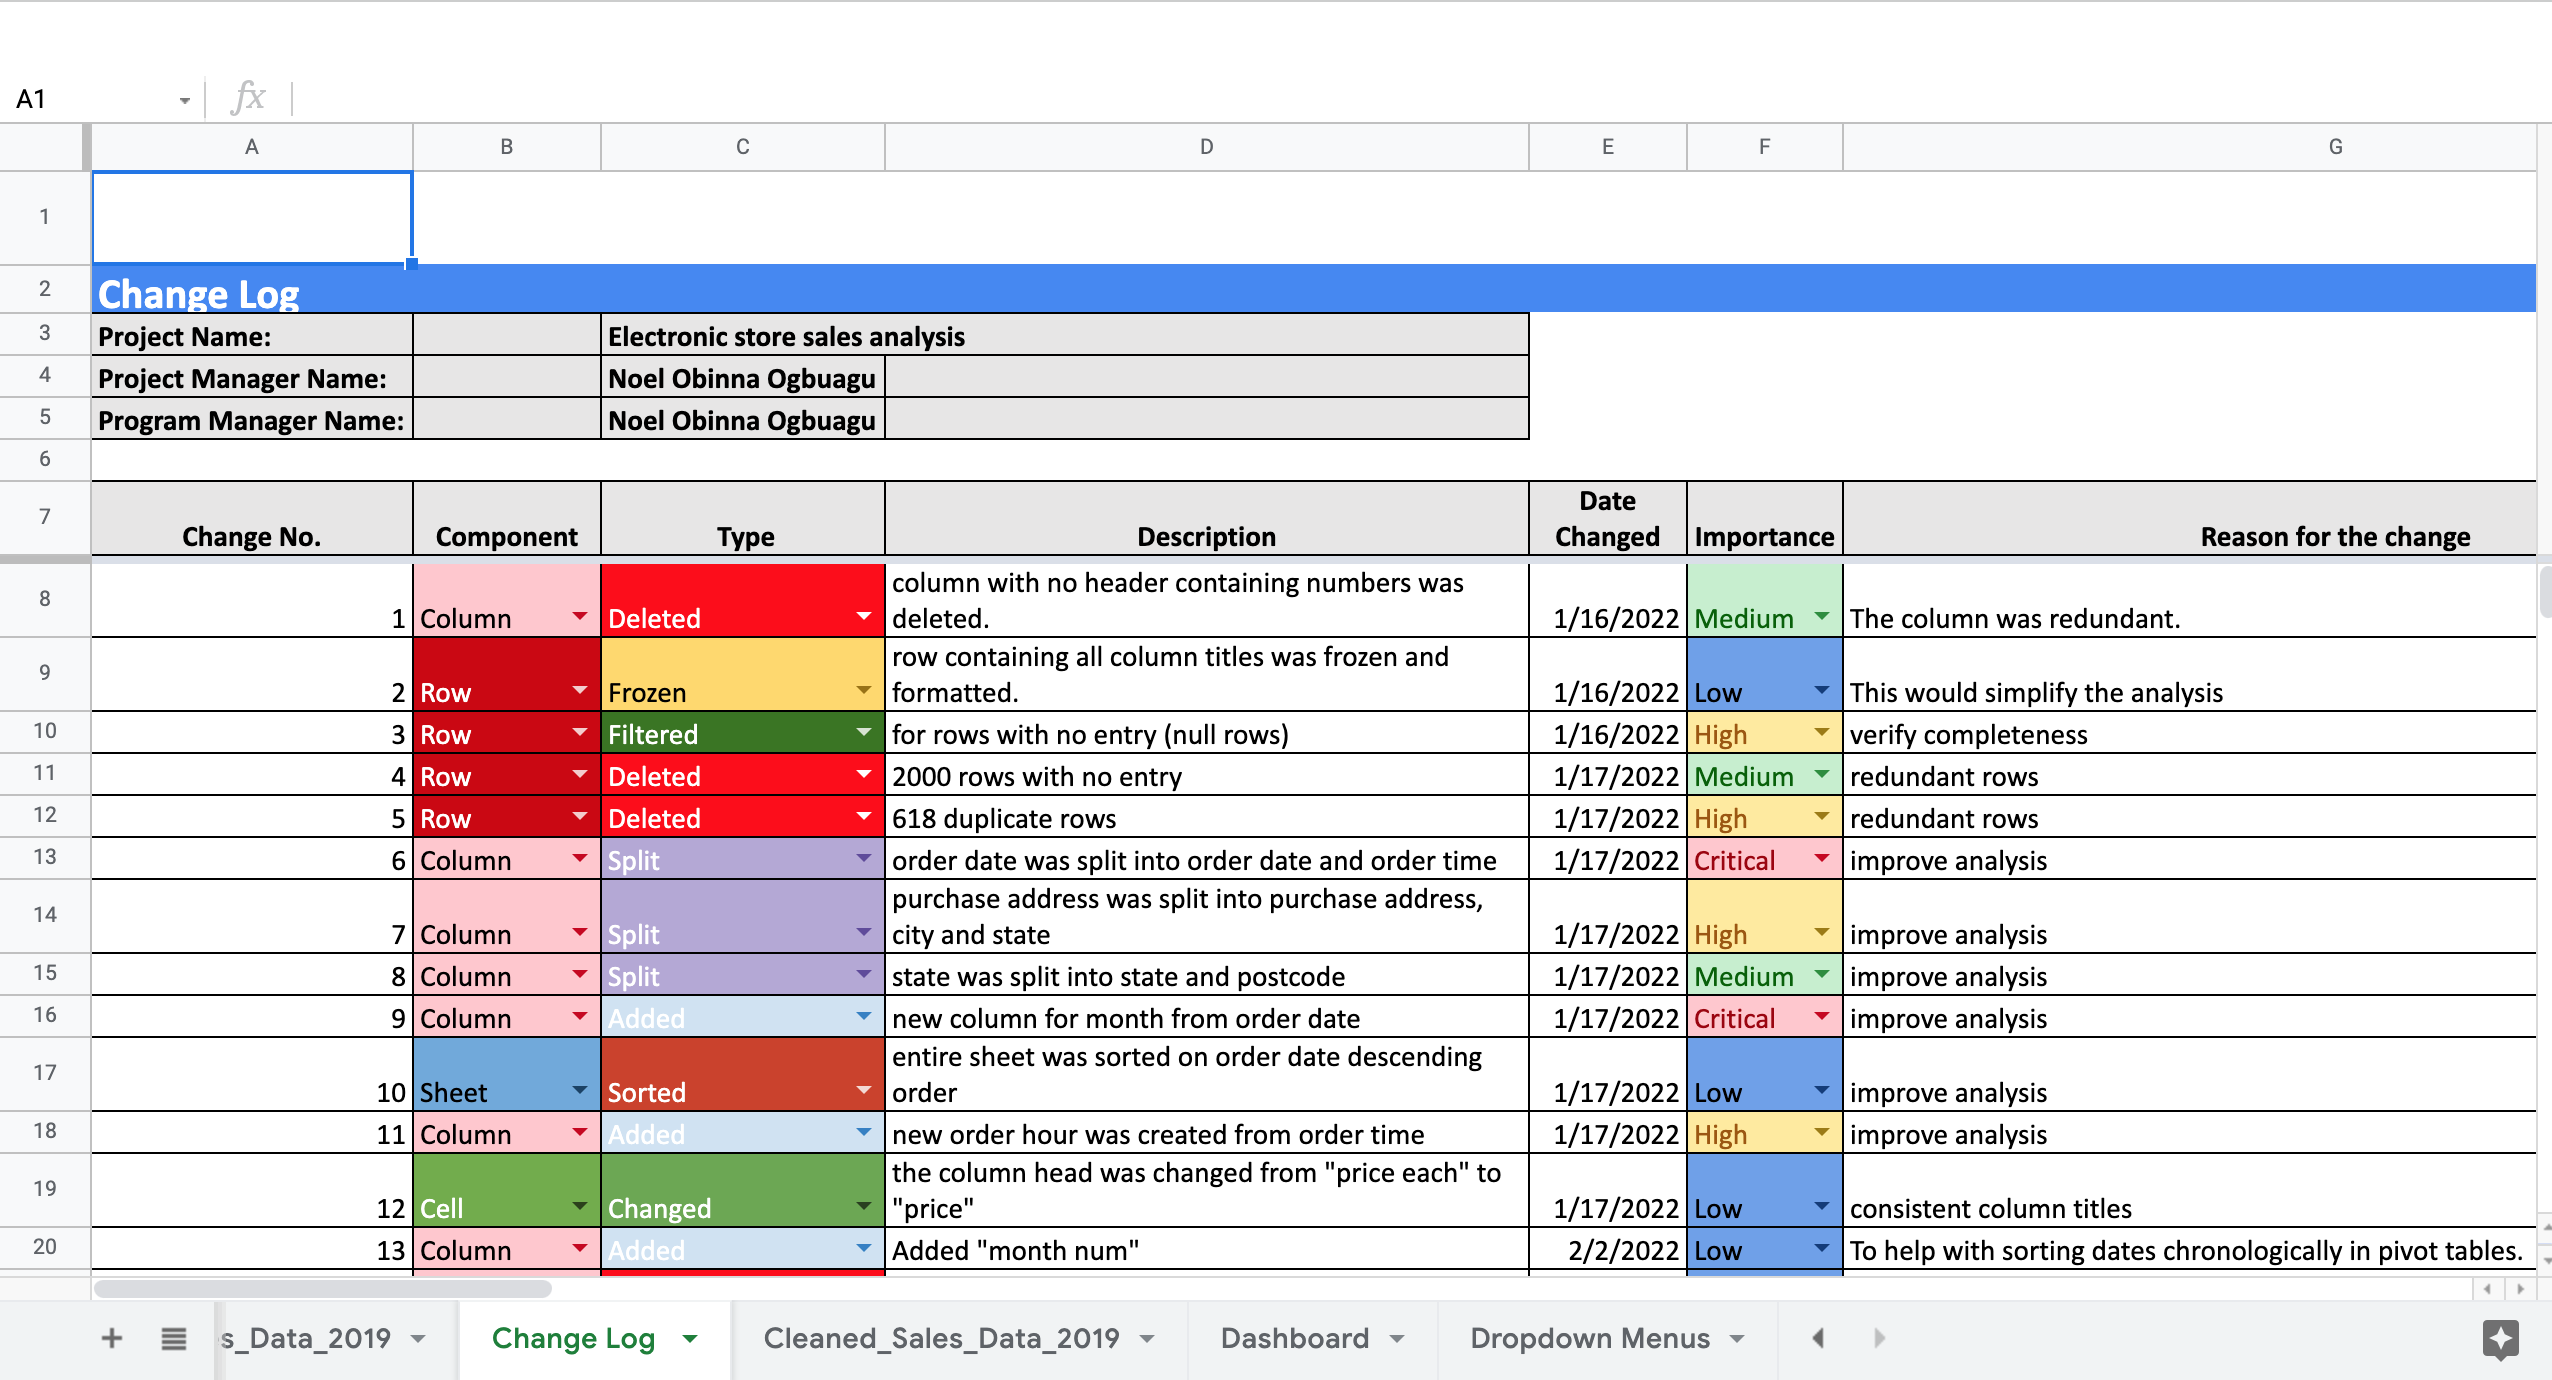 A1
fx
A B C D E F G
1
2 Change Log
3 Project Name: Electronic store sales analysis
4 Project Manager Name: Noel Obinna Ogbuagu
5 Program Manager Name: Noel Obinna Ogbuagu
6
Date
7 Change No. Component Type Description Changed Importance Reason for the change
column with no header containing numbers was
8 1 Column Deleted deleted. 1/16/2022 Medium The column was redundant.
row containing all column titles was frozen and
9 2 Row Frozen formatted. 1/16/2022 Low This would simplify the analysis
10 3 Row Filtered for rows with no entry (null rows) 1/16/2022 High verify completeness
11 4 Row Deleted 2000 rows with no entry 1/17/2022 Medium redundant rows
12 5 Row Deleted 618 duplicate rows 1/17/2022 High redundant rows
13 6 Column Split order date was split into order date and order time 1/17/2022 Critical improve analysis
purchase address was split into purchase address,
14 7 Column Split city and state 1/17/2022 High improve analysis
15 8 Column Split state was split into state and postcode 1/17/2022 Medium improve analysis
16 9 Column Added new column for month from order date 1/17/2022 Critical improve analysis
entire sheet was sorted on order date descending
17 10 Sheet Sorted order 1/17/2022 Low improve analysis
18 11 Column Added new order hour was created from order time 1/17/2022 High improve analysis
the column head was changed from "price each" to
19 12 Cell Changed "price" 1/17/2022 Low consistent column titles
20 13 Column Added Added "month num" 2/2/2022 Low To help with sorting dates chronologically in pivot tables.
s_Data_2019 Change Log Cleaned_Sales_Data_2019 Dashboard Dropdown Menus